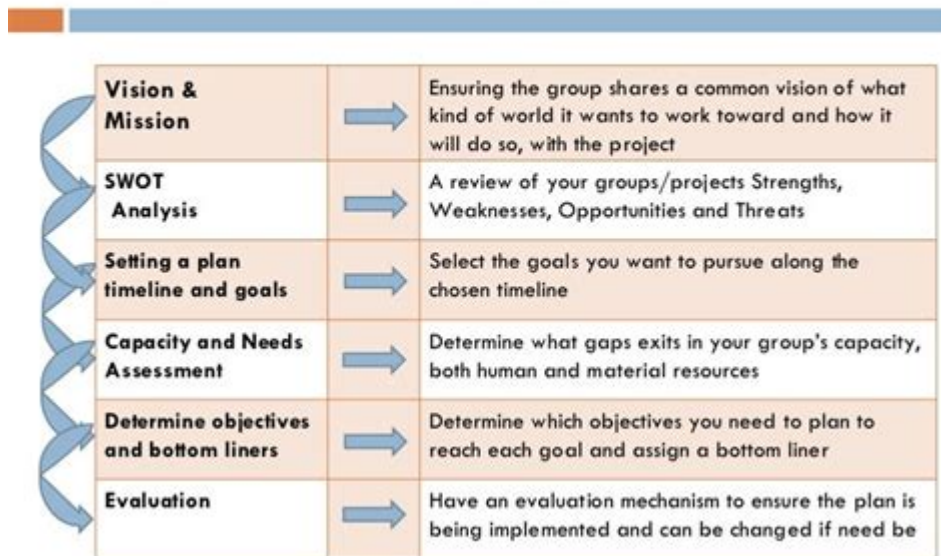 Vision &
Mission
Ensuring the group shares a common vision of what
kind of world it wants to work toward and how it
will do so, with the project
SWOT
Analysis
A review of your groups/projects Strengths,
Weaknesses, Opportunities and Threats
Setting a plan
timeline and goals
Select the goals you want to pursue along the
chosen timeline
Capacity and Needs
Assessment
Determine what gaps exits in your group's capacity,
both human and material resources
Determine objectives
and bottom liners
Determine which objectives you need to plan to
reach each goal and assign a bottom liner
Evaluation
Have an evaluation mechanism to ensure the plan is
being implemented and can be changed if need be